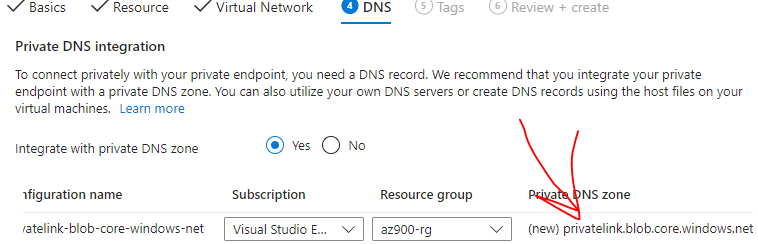 Basics Resource Virtual Network 4 DNS 5 Tags 6 Review + create
Private DNS integration
To connect privately with your private endpoint, you need a DNS record. We recommend that you integrate your private
endpoint with a private DNS zone. You can also utilize your own DNS servers or create DNS records using the host files on your
virtual machines. Learn more
Integrate with private DNS zone Yes No
nfiguration name Subscription Resource group Private DNS zone
vatelink-blob-core-windows-net Visual Studio E... az900-rg (new) privatelink.blob.core.windows.net